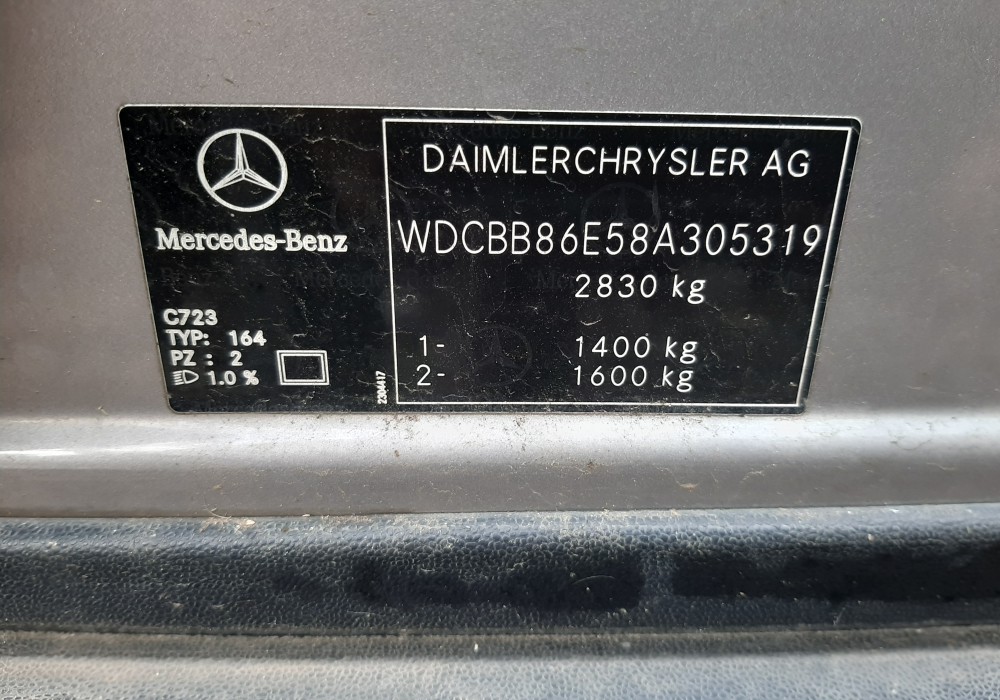 Mercedes-Benz
C723
TYP: 164
PZ : 2
1.0 %
2304417
DAIMLERCHRYSLER AG
WDCBB86E58A305319
2830 kg
1- 1400 kg
2- 1600 kg